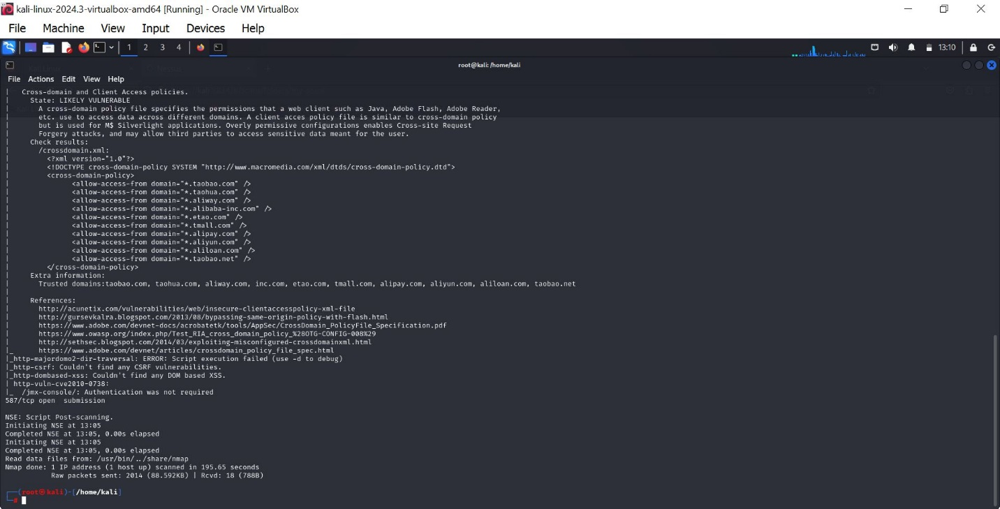 kali-linux-2024.3-virtualbox-amd64 [Running] - Oracle VM VirtualBox
File Machine View Input Devices Help
1 2 3 4 13:10
root@kali: /home/kali
File Actions Edit View Help
|   Cross-domain and Client Access policies.
|     State: LIKELY VULNERABLE
|       A cross-domain policy file specifies the permissions that a web client such as Java, Adobe Flash, Adobe Reader,
|       etc. use to access data across different domains. A client acces policy file is similar to cross-domain policy
|       but is used for M$ Silverlight applications. Overly permissive configurations enables Cross-site Request
|       Forgery attacks, and may allow third parties to access sensitive data meant for the user.
|     Check results:
|       /crossdomain.xml:
|         <?xml version="1.0"?>
|         <!DOCTYPE cross-domain-policy SYSTEM "http://www.macromedia.com/xml/dtds/cross-domain-policy.dtd">
|         <cross-domain-policy>
|               <allow-access-from domain="*.taobao.com" />
|               <allow-access-from domain="*.taohua.com" />
|               <allow-access-from domain="*.aliway.com" />
|               <allow-access-from domain="*.alibaba-inc.com" />
|               <allow-access-from domain="*.etao.com" />
|               <allow-access-from domain="*.tmall.com" />
|               <allow-access-from domain="*.alipay.com" />
|               <allow-access-from domain="*.aliyun.com" />
|               <allow-access-from domain="*.aliloan.com" />
|               <allow-access-from domain="*.taobao.net" />
|         </cross-domain-policy>
|     Extra information:
|       Trusted domains:taobao.com, taohua.com, aliway.com, inc.com, etao.com, tmall.com, alipay.com, aliyun.com, aliloan.com, taobao.net
|
|     References:
|       http://acunetix.com/vulnerabilities/web/insecure-clientaccesspolicy-xml-file
|       http://gursevkalra.blogspot.com/2013/08/bypassing-same-origin-policy-with-flash.html
|       https://www.adobe.com/devnet-docs/acrobatetk/tools/AppSec/CrossDomain_PolicyFile_Specification.pdf
|       https://www.owasp.org/index.php/Test_RIA_cross_domain_policy_%28OTG-CONFIG-008%29
|       http://sethsec.blogspot.com/2014/03/exploiting-misconfigured-crossdomainxml.html
|_      https://www.adobe.com/devnet/articles/crossdomain_policy_file_spec.html
|_http-majordomo2-dir-traversal: ERROR: Script execution failed (use -d to debug)
|_http-csrf: Couldn't find any CSRF vulnerabilities.
|_http-dombased-xss: Couldn't find any DOM based XSS.
| http-vuln-cve2010-0738:
|_  /jmx-console/: Authentication was not required
587/tcp open  submission
NSE: Script Post-scanning.
Initiating NSE at 13:05
Completed NSE at 13:05, 0.00s elapsed
Initiating NSE at 13:05
Completed NSE at 13:05, 0.00s elapsed
Read data files from: /usr/bin/../share/nmap
Nmap done: 1 IP address (1 host up) scanned in 195.65 seconds
Raw packets sent: 2014 (88.592KB) | Rcvd: 18 (788B)
(root㉿kali)-[/home/kali]
#